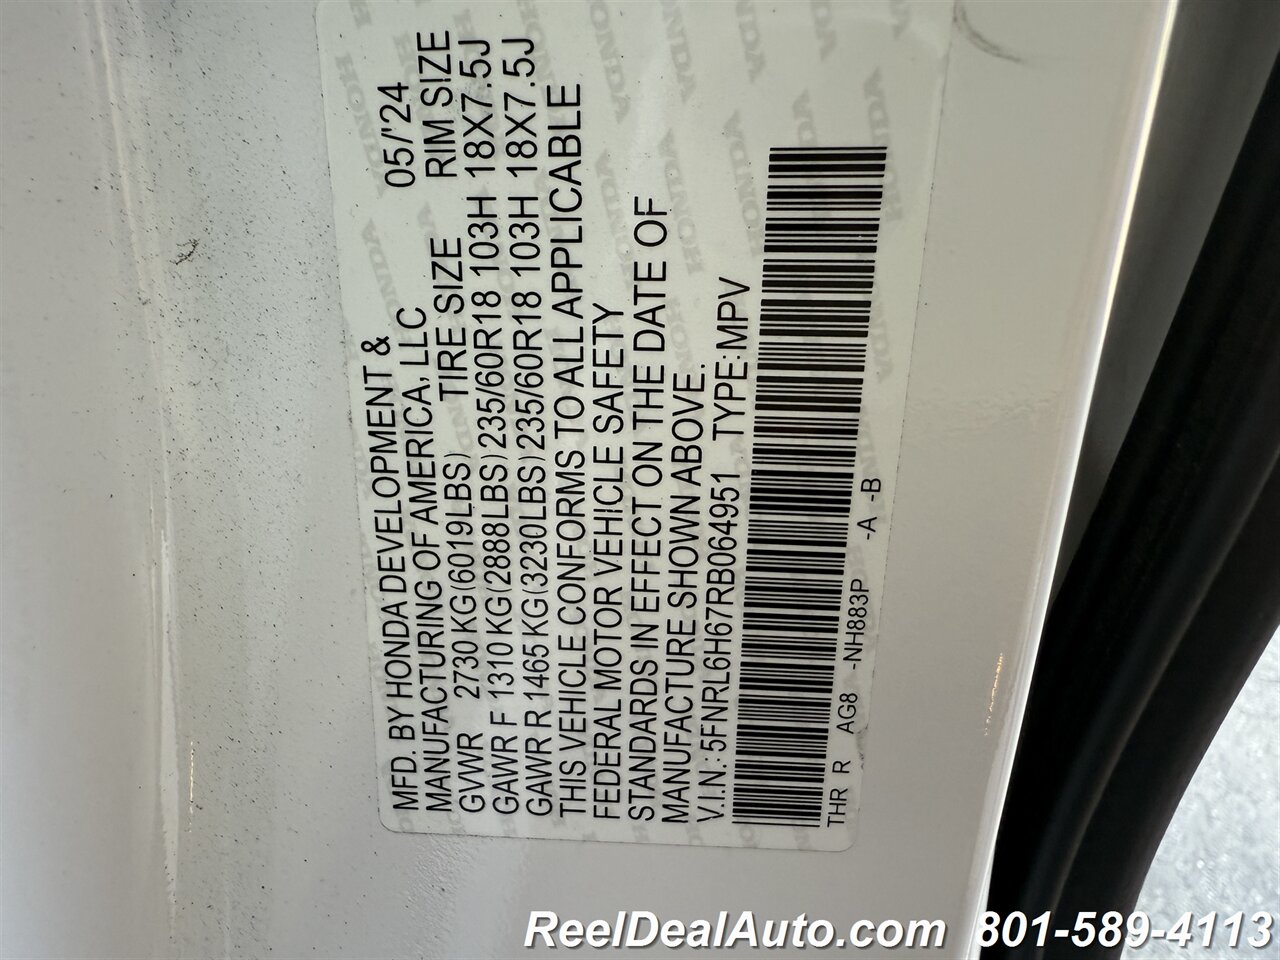 MFD. BY HONDA DEVELOPMENT &
MANUFACTURING OF AMERICA, LLC 05/'24
GVWR 2730 KG(6019LBS) TIRE SIZE RIM SIZE
GAWR F 1310 KG(2888LBS) 235/60R18 103H 18X7.5J
GAWR R 1465 KG(3230LBS) 235/60R18 103H 18X7.5J
THIS VEHICLE CONFORMS TO ALL APPLICABLE
FEDERAL MOTOR VEHICLE SAFETY
STANDARDS IN EFFECT ON THE DATE OF
MANUFACTURE SHOWN ABOVE.
V.I.N.: 5FNRL6H67RB064951 TYPE: MPV
THR R AG8 -NH883P -A -B
ReelDealAuto.com 801-589-4113